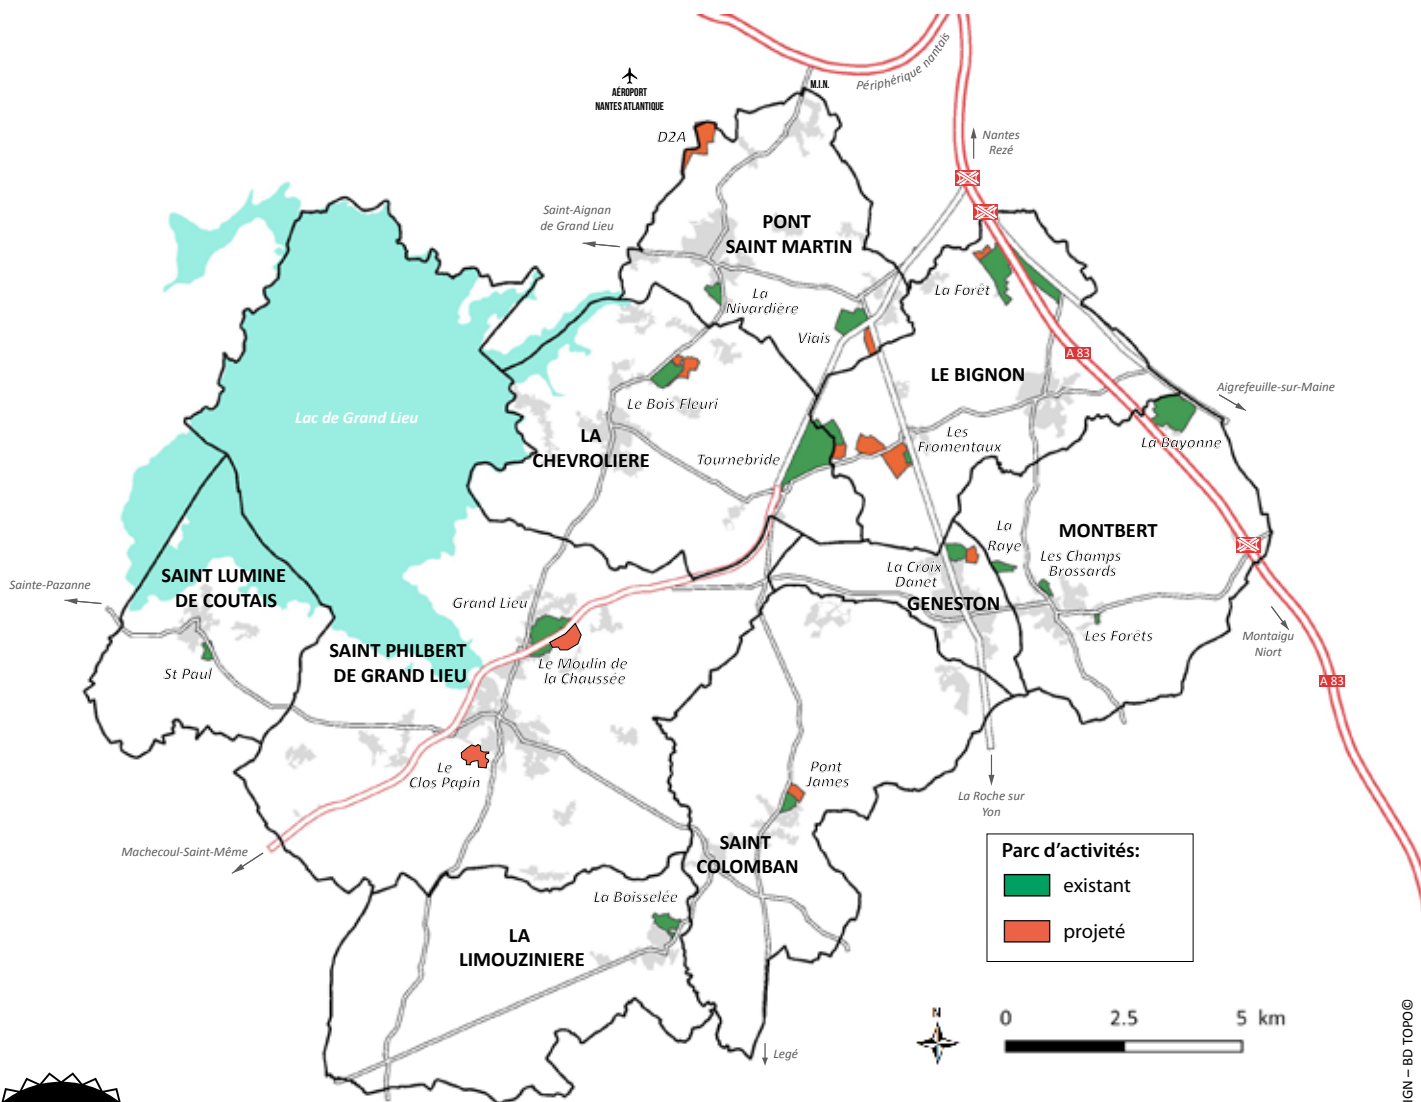 Périphérique nantais
M.I.N.
AÉROPORT
NANTES ATLANTIQUE
D2A
Nantes
Rezé
Saint-Aignan
de Grand Lieu
PONT
SAINT MARTIN
La Forêt
La
Nivardière
Viais
A 83
LE BIGNON
Aigrefeuille-sur-Maine
Lac de Grand Lieu
Le Bois Fleuri
LA
CHEVROLIERE
Tournebride
Les
Fromentaux
La Bayonne
MONTBERT
La
Raye
Les Champs
Brossards
La Croix
Danet
GENESTON
Les Forêts
Montaigu
Niort
A 83
Sainte-Pazanne
SAINT LUMINE
DE COUTAIS
St Paul
Grand Lieu
SAINT PHILBERT
DE GRAND LIEU
Le Moulin de
la Chaussée
Le
Clos Papin
Pont
James
La Roche sur
Yon
Machecoul-Saint-Même
SAINT
COLOMBAN
La Boisselée
LA
LIMOUZINIERE
Legé
Parc d'activités:
existant
projeté
N
0 2.5 5 km
IGN – BD TOPO©